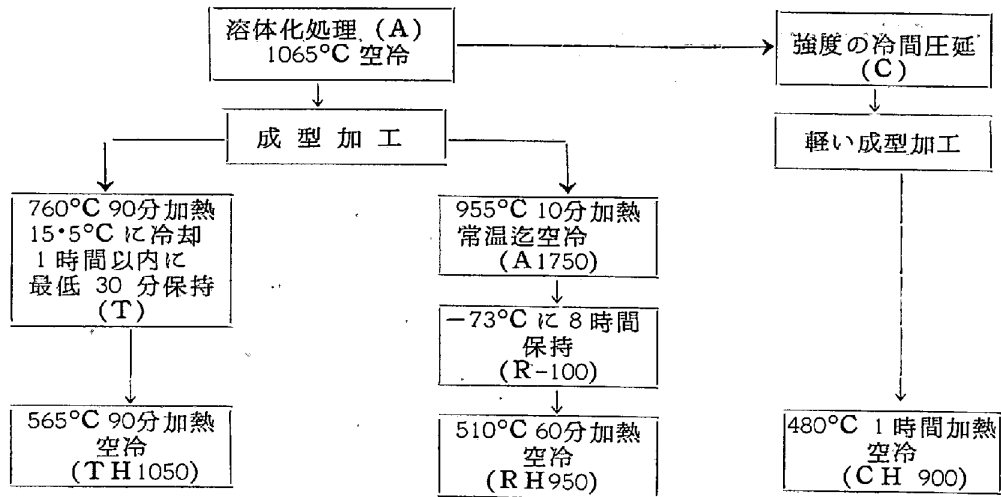 溶体化処理 (A)
1065°C 空冷
強度の冷間圧延
(C)
成型加工
軽い成型加工
760°C 90分加熱
15·5°C に冷却
1 時間以内に
最低 30 分保持
(T)
955°C 10分加熱
常温迄空冷
(A1750)
−73°C に 8 時間
保持
(R-100)
565°C 90分加熱
空冷
(TH1050)
510°C 60分加熱
空冷
(RH950)
480°C 1 時間加熱
空冷
(CH 900)